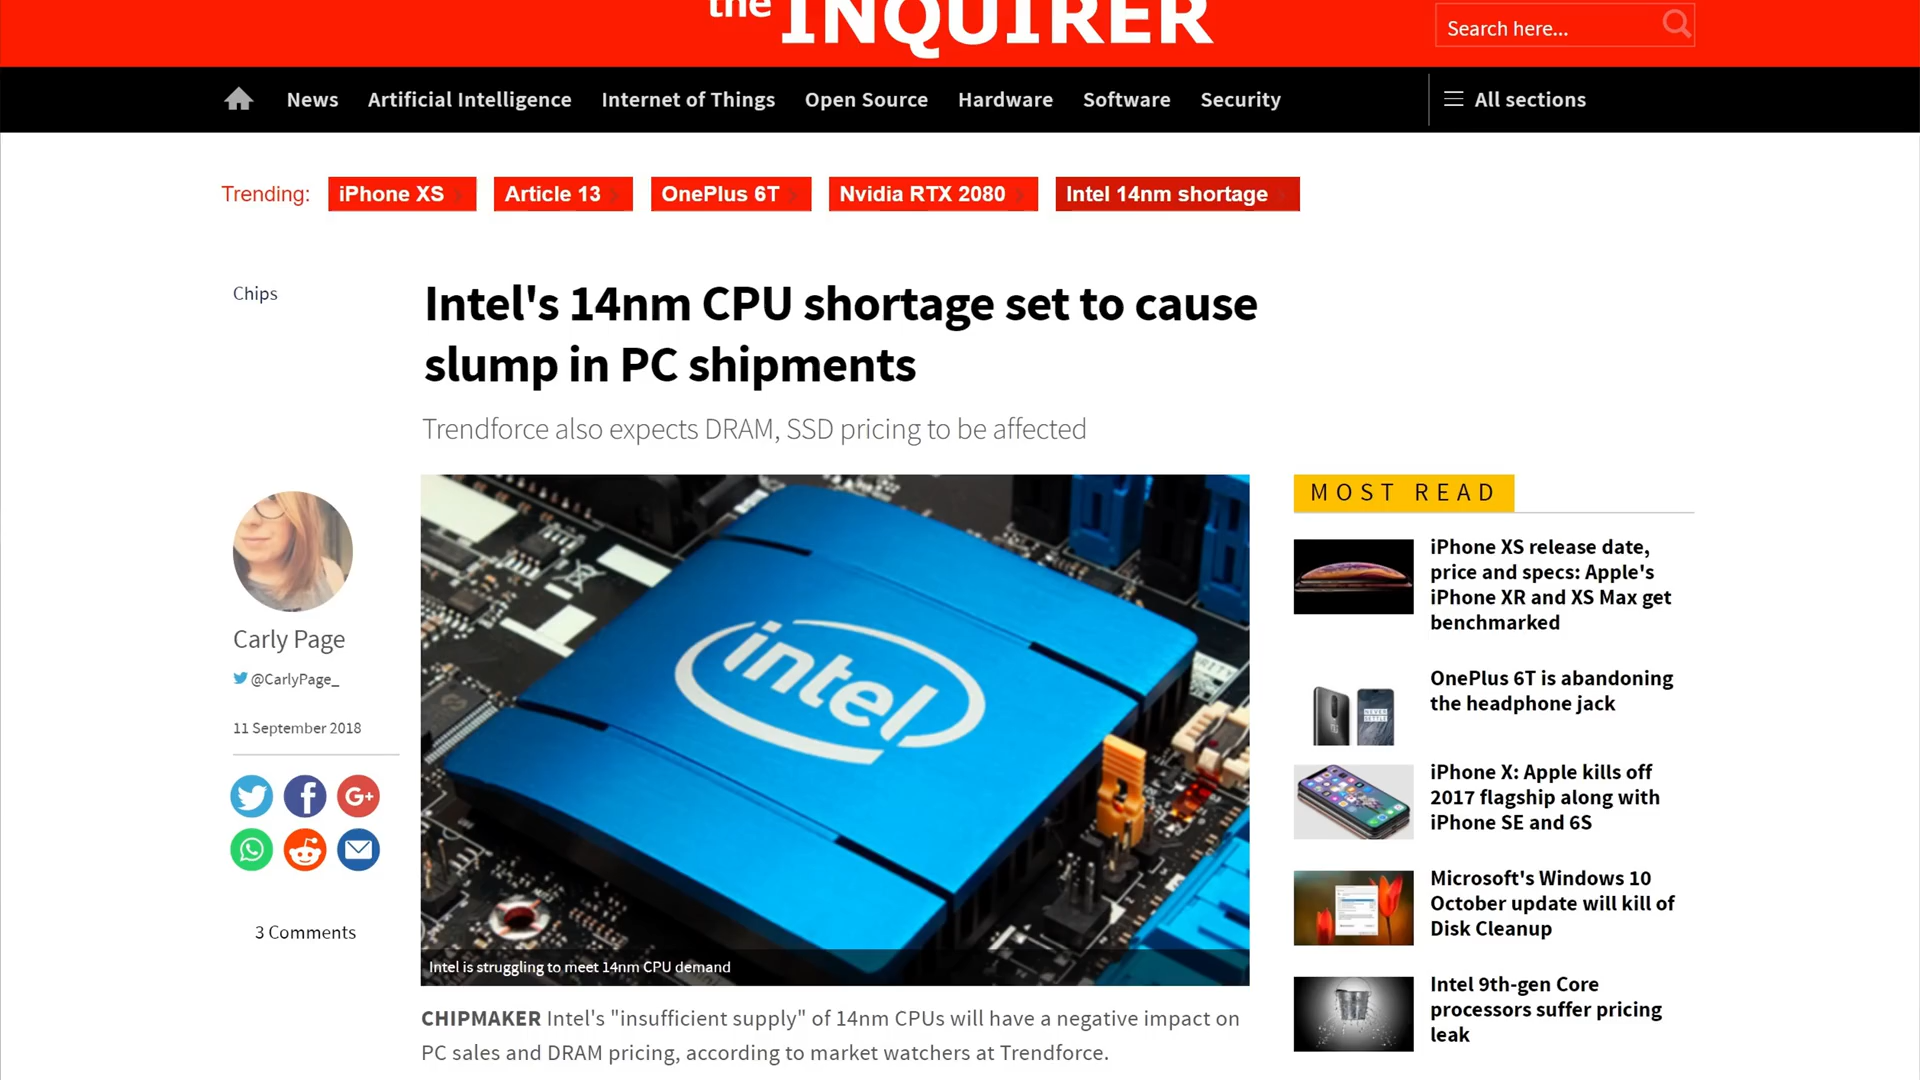 the INQUIRER
Search here...
News Artificial Intelligence Internet of Things Open Source Hardware Software Security All sections
Trending: iPhone XS Article 13 OnePlus 6T Nvidia RTX 2080 Intel 14nm shortage
Chips
Intel's 14nm CPU shortage set to cause
slump in PC shipments
Trendforce also expects DRAM, SSD pricing to be affected
Carly Page
@CarlyPage_
11 September 2018
G+
3 Comments
intel
Intel is struggling to meet 14nm CPU demand
CHIPMAKER Intel's "insufficient supply" of 14nm CPUs will have a negative impact on
PC sales and DRAM pricing, according to market watchers at Trendforce.
MOST READ
iPhone XS release date,
price and specs: Apple's
iPhone XR and XS Max get
benchmarked
OnePlus 6T is abandoning
the headphone jack
NEVER
SETTLE
iPhone X: Apple kills off
2017 flagship along with
iPhone SE and 6S
Microsoft's Windows 10
October update will kill of
Disk Cleanup
Intel 9th-gen Core
processors suffer pricing
leak